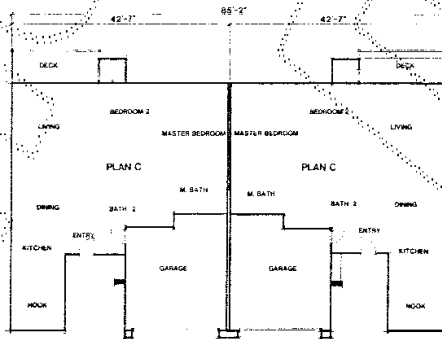 85'-2"
42'-7" 42'-7"
DECK DECK
BEDROOM 2 BEDROOM 2
LIVING LIVING
MASTER BEDROOM MASTER BEDROOM
PLAN C PLAN C
M. BATH M. BATH
DINING BATH 2 BATH 2 DINING
ENTRY ENTRY
KITCHEN KITCHEN
GARAGE GARAGE
NOOK NOOK